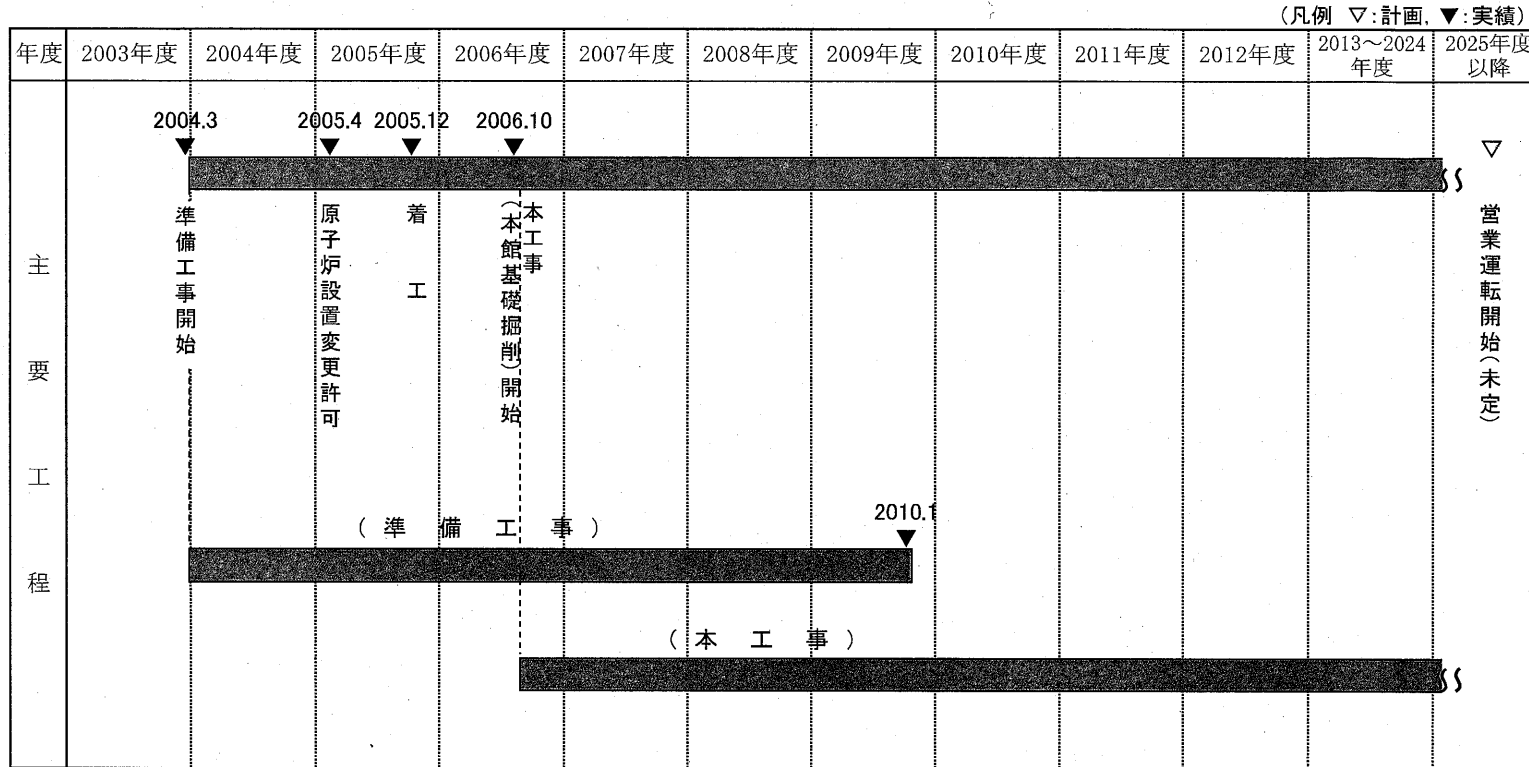 (凡例 ▽:計画, ▼:実績)
年度
2003年度
2004年度
2005年度
2006年度
2007年度
2008年度
2009年度
2010年度
2011年度
2012年度
2013～2024
年度
2025年度
以降
主要工程
2004.3
▼
2005.4
▼
2005.12
▼
2006.10
▼
▽
準備工事開始
原子炉設置変更許可
着工
本工事
(本館基礎掘削)開始
営業運転開始(未定)
(準備工事)
2010.1
▼
(本工事)